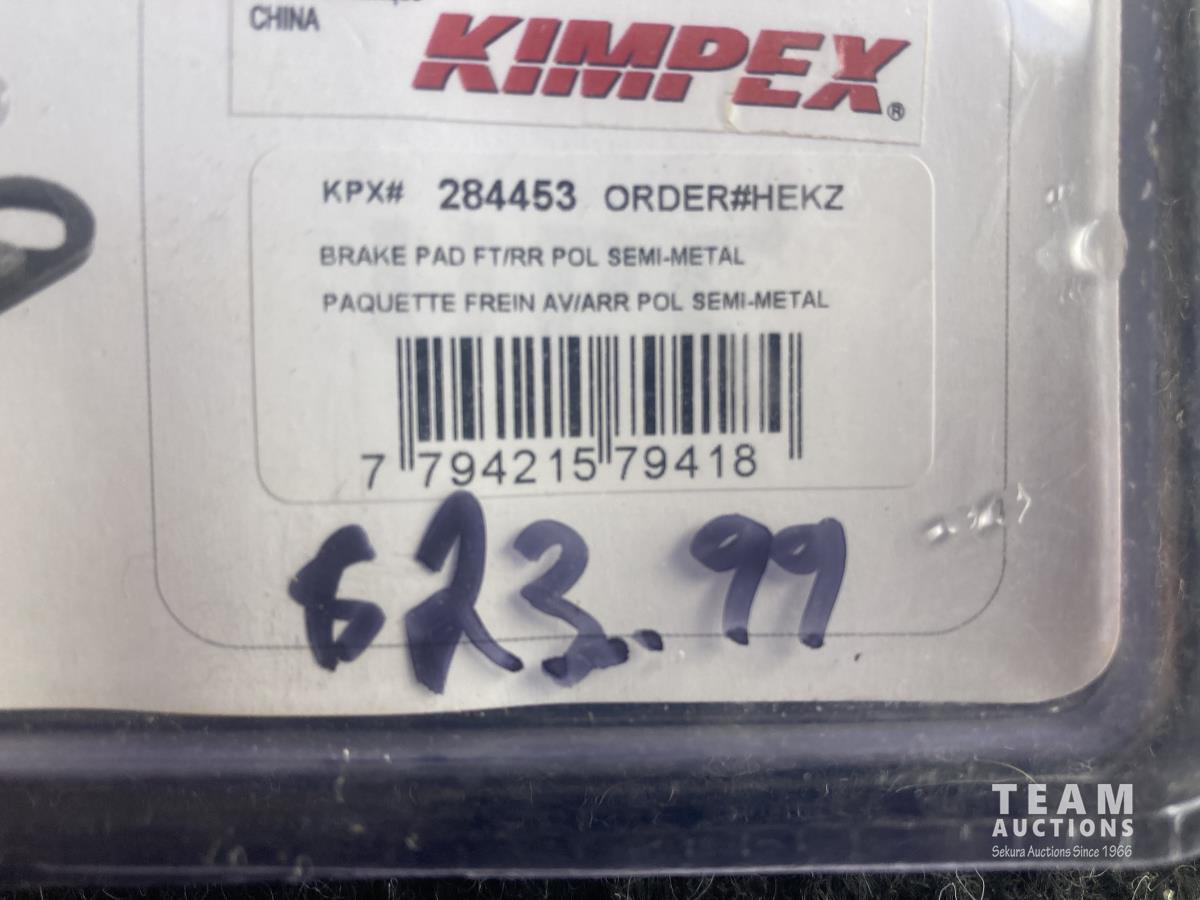 CHINA
KIMPEX®
KPX# 284453 ORDER#HEKZ
BRAKE PAD FT/RR POL SEMI-METAL
PAQUETTE FREIN AV/ARR POL SEMI-METAL
7 794215 79418
$23.99
TEAM
AUCTIONS
Sekura Auctions Since 1966